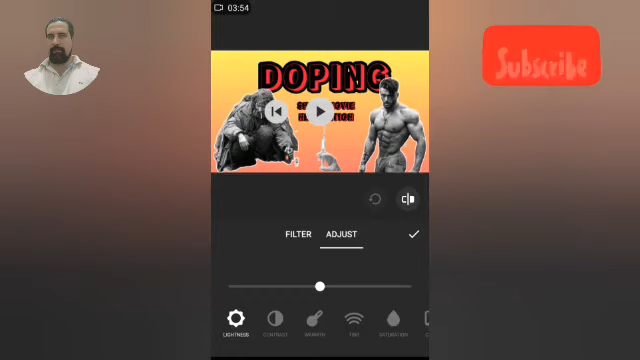 03:54
Subscribe
DOPING
FILTER
ADJUST
LIGHTNESS
CONTRAST
WARMTH
TINT
SATURATION